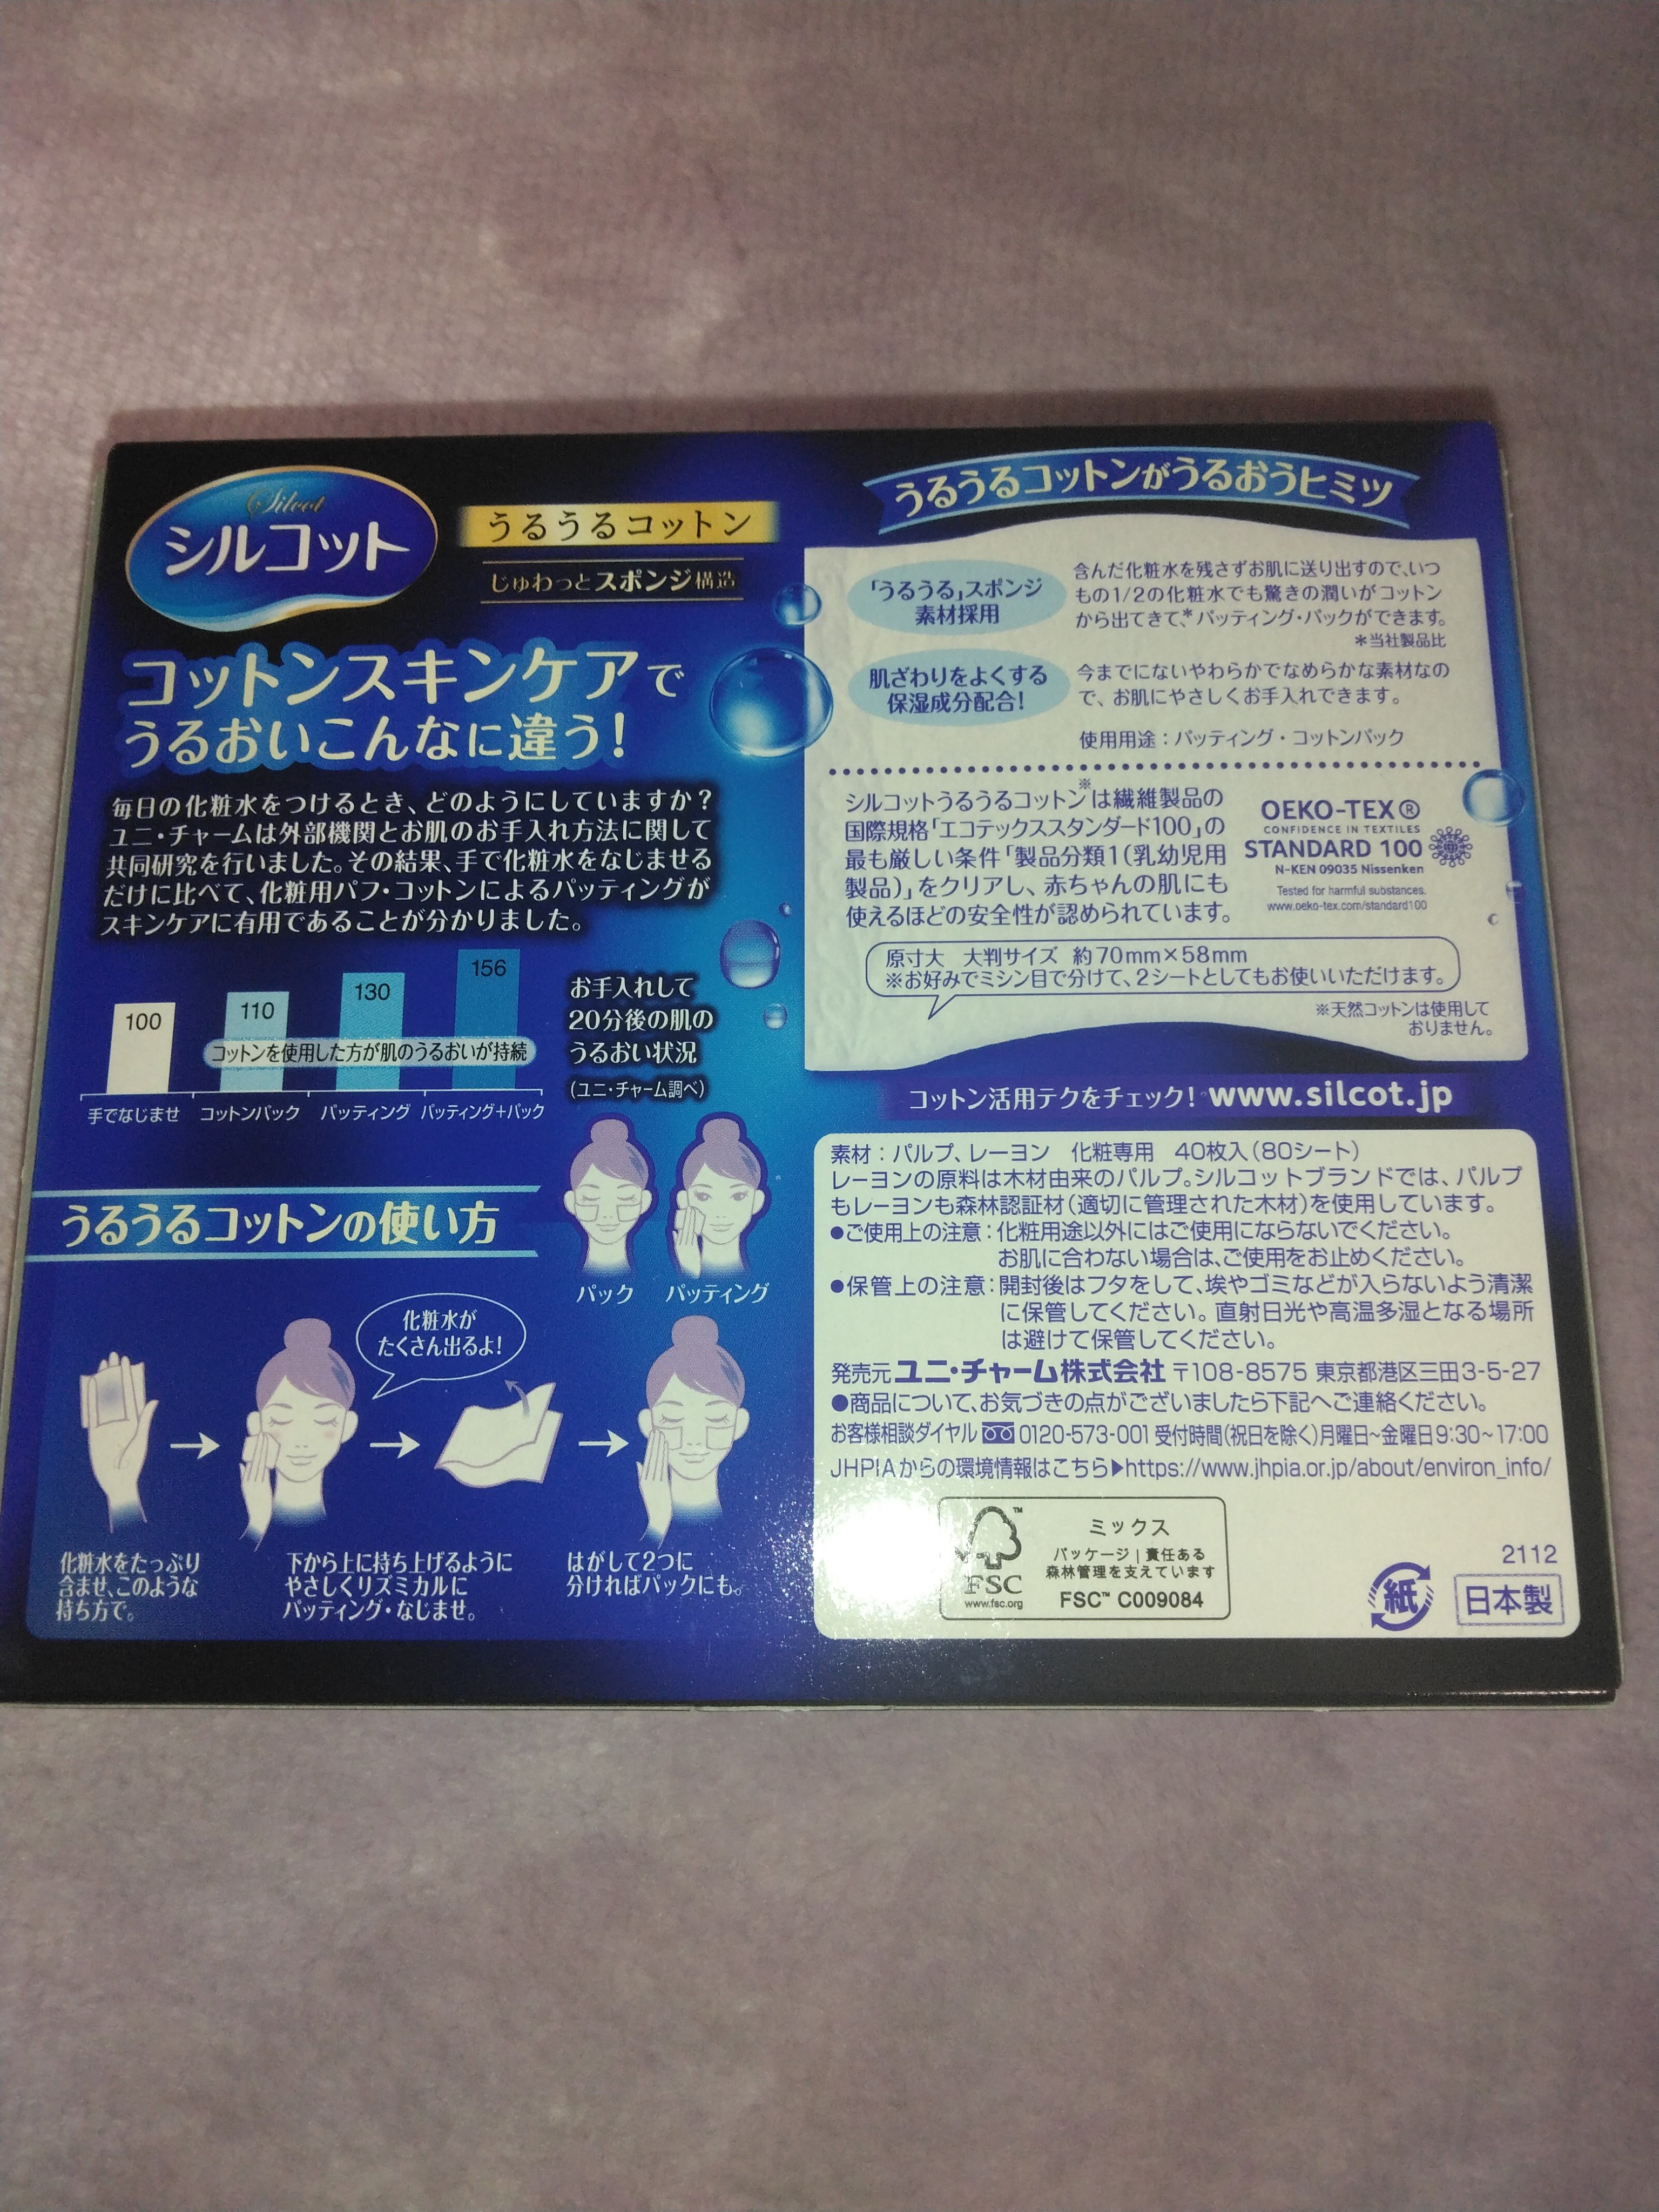 Silcot
シルコット
うるうるコットン
じゅわっとスポンジ構造
コットンスキンケアで
うるおいこんなに違う!
毎日の化粧水をつけるとき、どのようにしていますか?
ユニ・チャームは外部機関とお肌のお手入れ方法に関して
共同研究を行いました。その結果、手で化粧水をなじませる
だけに比べて、化粧用パフ・コットンによるパッティングが
スキンケアに有用であることが分かりました。
100
110
130
156
コットンを使用した方が肌のうるおいが持続
手でなじませ
コットンパック
パッティング
パッティング+パック
お手入れして
20分後の肌の
うるおい状況
(ユニ・チャーム調べ)
パック
パッティング
うるうるコットンの使い方
化粧水が
たくさん出るよ!
化粧水をたっぷり
含ませ、このような
持ち方で。
下から上に持ち上げるように
やさしくリズミカルに
パッティング・なじませ。
はがして2つに
分ければパックにも。
うるうるコットンがうるおうヒミツ
「うるうる」スポンジ
素材採用
含んだ化粧水を残さずお肌に送り出すので、いつ
もの1/2の化粧水でも驚きの潤いがコットン
から出てきて、*パッティング・パックができます。
*当社製品比
肌ざわりをよくする
保湿成分配合!
今までにないやわらかでなめらかな素材なの
で、お肌にやさしくお手入れできます。
使用用途:パッティング・コットンパック
シルコットうるうるコットン※は繊維製品の
国際規格「エコテックススタンダード100」の
最も厳しい条件「製品分類1(乳幼児用
製品)」をクリアし、赤ちゃんの肌にも
使えるほどの安全性が認められています。
OEKO-TEX®
CONFIDENCE IN TEXTILES
STANDARD 100
N-KEN 09035 Nissenken
Tested for harmful substances.
www.oeko-tex.com/standard100
原寸大 大判サイズ 約70mm×58mm
※お好みでミシン目で分けて、2シートとしてもお使いいただけます。
※天然コットンは使用して
おりません。
コットン活用テクをチェック! www.silcot.jp
素材:パルプ、レーヨン 化粧専用 40枚入(80シート)
レーヨンの原料は木材由来のパルプ。シルコットブランドでは、パルプ
もレーヨンも森林認証材(適切に管理された木材)を使用しています。
●ご使用上の注意:化粧用途以外にはご使用にならないでください。
お肌に合わない場合は、ご使用をお止めください。
●保管上の注意:開封後はフタをして、埃やゴミなどが入らないよう清潔
に保管してください。直射日光や高温多湿となる場所
は避けて保管してください。
発売元 ユニ・チャーム株式会社 〒108-8575 東京都港区三田3-5-27
●商品について、お気づきの点がございましたら下記へご連絡ください。
お客様相談ダイヤル 0120-573-001 受付時間(祝日を除く)月曜日~金曜日9:30~17:00
JHPIAからの環境情報はこちら▶https://www.jhpia.or.jp/about/environ_info/
FSC
www.fsc.org
ミックス
パッケージ|責任ある
森林管理を支えています
FSC™ C009084
紙
2112
日本製